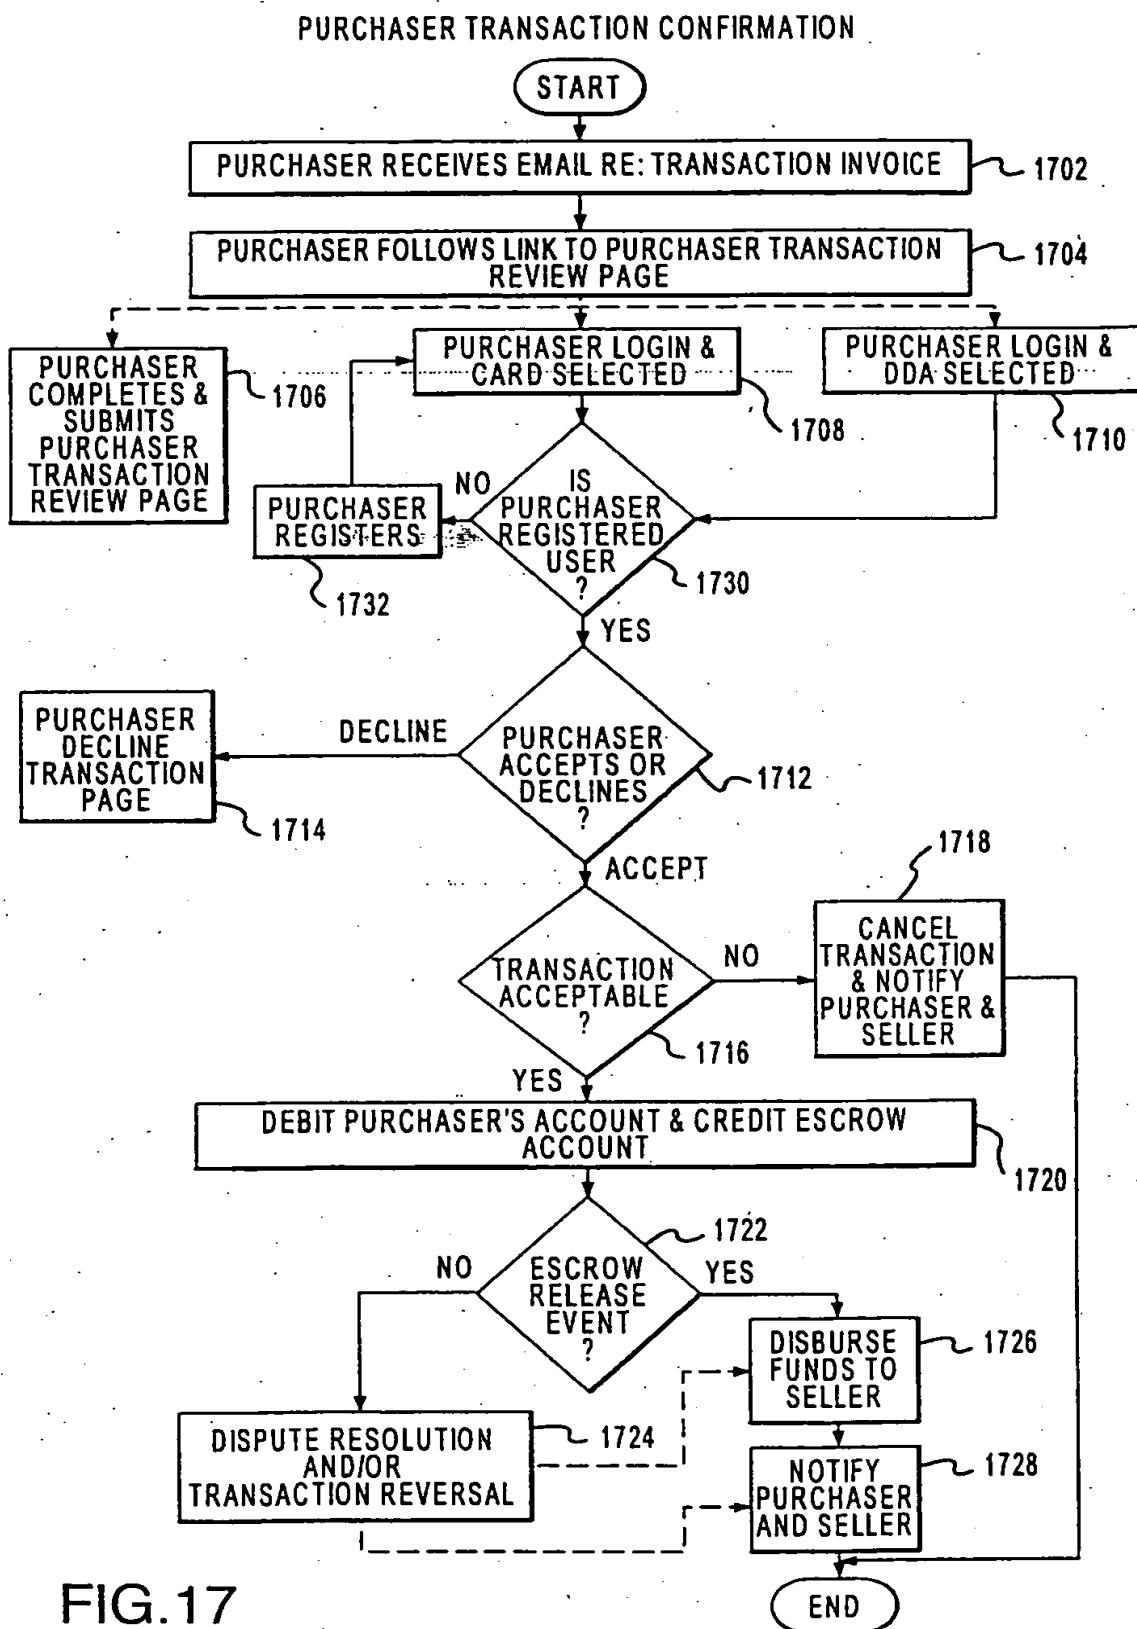 PURCHASER TRANSACTION CONFIRMATION
START
PURCHASER RECEIVES EMAIL RE: TRANSACTION INVOICE
1702
PURCHASER FOLLOWS LINK TO PURCHASER TRANSACTION
REVIEW PAGE
1704
PURCHASER
COMPLETES &
SUBMITS
PURCHASER
TRANSACTION
REVIEW PAGE
1706
PURCHASER LOGIN &
CARD SELECTED
1708
PURCHASER LOGIN &
DDA SELECTED
1710
IS
PURCHASER
REGISTERED
USER
?
1730
NO
PURCHASER
REGISTERS
1732
YES
PURCHASER
ACCEPTS OR
DECLINES
?
1712
DECLINE
PURCHASER
DECLINE
TRANSACTION
PAGE
1714
ACCEPT
TRANSACTION
ACCEPTABLE
?
1716
NO
1718
CANCEL
TRANSACTION
& NOTIFY
PURCHASER &
SELLER
YES
DEBIT PURCHASER'S ACCOUNT & CREDIT ESCROW
ACCOUNT
1720
ESCROW
RELEASE
EVENT
?
1722
NO
YES
DISBURSE
FUNDS TO
SELLER
1726
DISPUTE RESOLUTION
AND/OR
TRANSACTION REVERSAL
1724
NOTIFY
PURCHASER
AND SELLER
1728
END
FIG.17